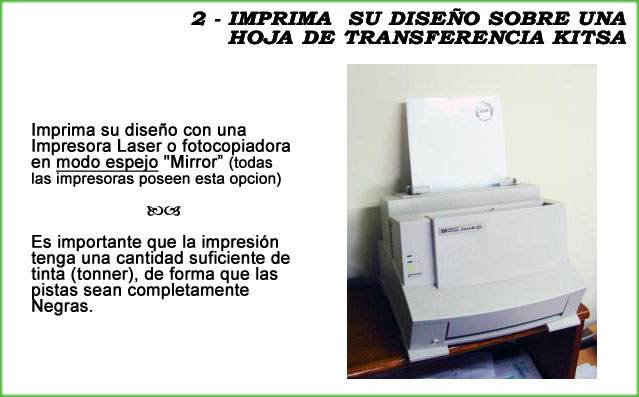 2 - IMPRIMA SU DISEÑO SOBRE UNA
HOJA DE TRANSFERENCIA KITSA
Imprima su diseño con una
Impresora Laser o fotocopiadora
en modo espejo "Mirror” (todas
las impresoras poseen esta opcion)
Es importante que la impresión
tenga una cantidad suficiente de
tinta (tonner), de forma que las
pistas sean completamente
Negras.